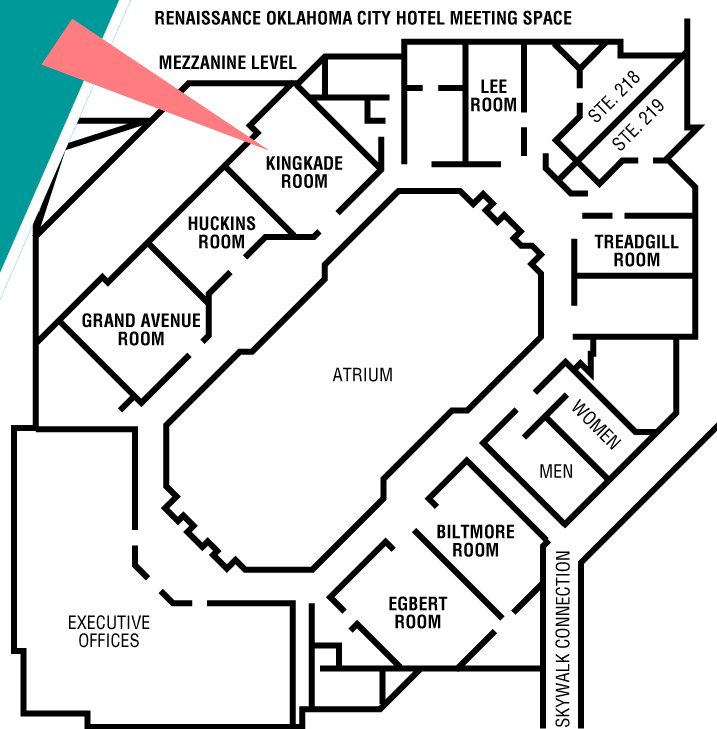 RENAISSANCE OKLAHOMA CITY HOTEL MEETING SPACE
MEZZANINE LEVEL
LEE
ROOM
STE. 218
STE. 219
KINGKADE
ROOM
HUCKINS
ROOM
TREADGILL
ROOM
GRAND AVENUE
ROOM
ATRIUM
WOMEN
MEN
BILTMORE
ROOM
EGBERT
ROOM
EXECUTIVE
OFFICES
SKYWALK CONNECTION